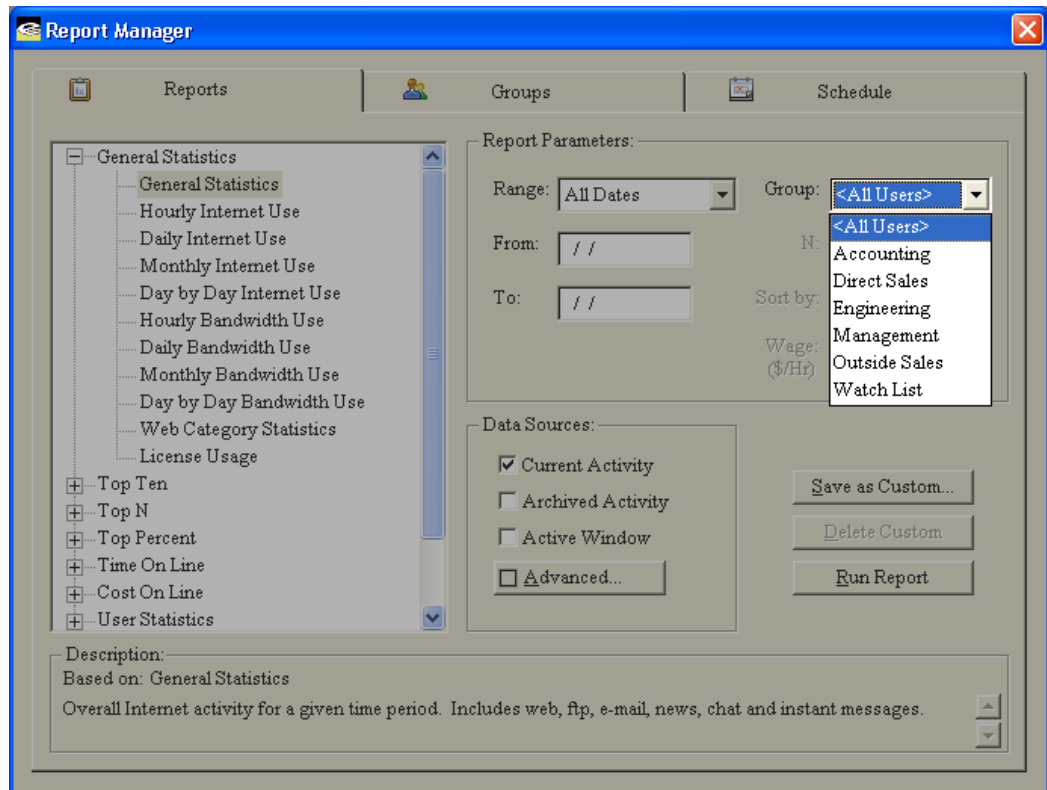 Report Manager
Reports
Groups
Schedule
General Statistics
General Statistics
Hourly Internet Use
Daily Internet Use
Monthly Internet Use
Day by Day Internet Use
Hourly Bandwidth Use
Daily Bandwidth Use
Monthly Bandwidth Use
Day by Day Bandwidth Use
Web Category Statistics
License Usage
Top Ten
Top N
Top Percent
Time On Line
Cost On Line
User Statistics
Report Parameters:
Range: All Dates
From: / /
To: / /
Group: <All Users>
<All Users>
Accounting
Direct Sales
Engineering
Management
Outside Sales
Watch List
N:
Sort by:
Wage:
($/Hr)
Data Sources:
Current Activity
Archived Activity
Active Window
Advanced...
Save as Custom...
Delete Custom
Run Report
Description:
Based on: General Statistics
Overall Internet activity for a given time period. Includes web, ftp, e-mail, news, chat and instant messages.